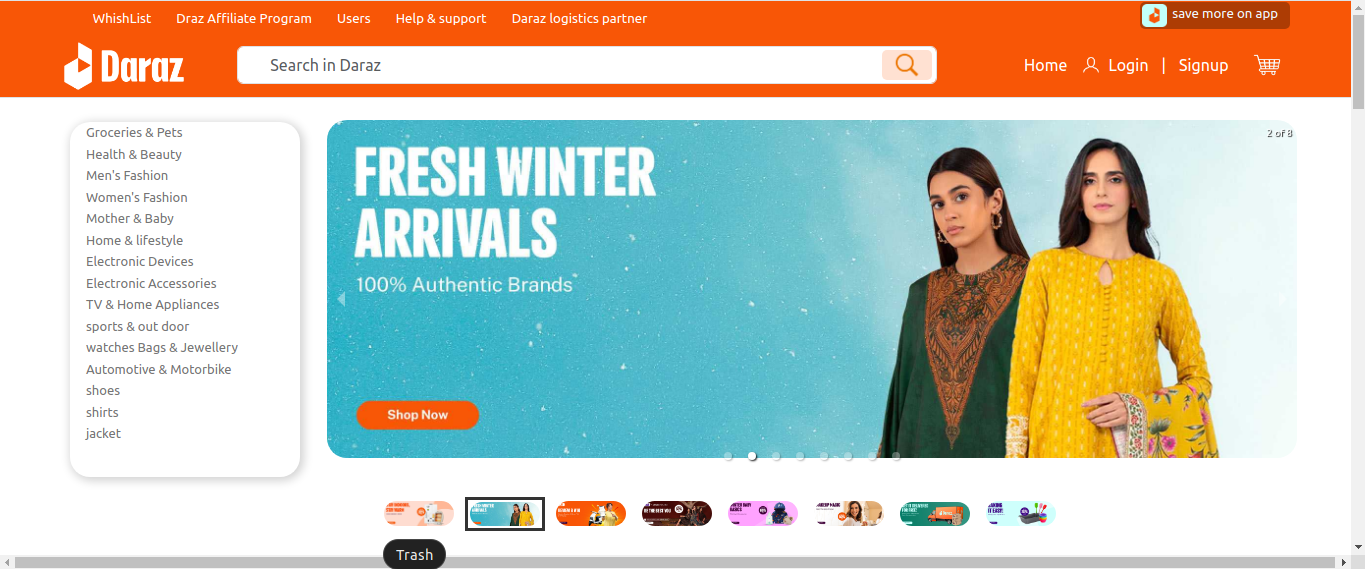 WhishList Draz Affiliate Program Users Help & support Daraz logistics partner save more on app
Daraz Search in Daraz Home Login | Signup
Groceries & Pets
Health & Beauty
Men's Fashion
Women's Fashion
Mother & Baby
Home & lifestyle
Electronic Devices
Electronic Accessories
TV & Home Appliances
sports & out door
watches Bags & Jewellery
Automotive & Motorbike
shoes
shirts
jacket
2 of 8
FRESH WINTER
ARRIVALS
100% Authentic Brands
Shop Now
Trash